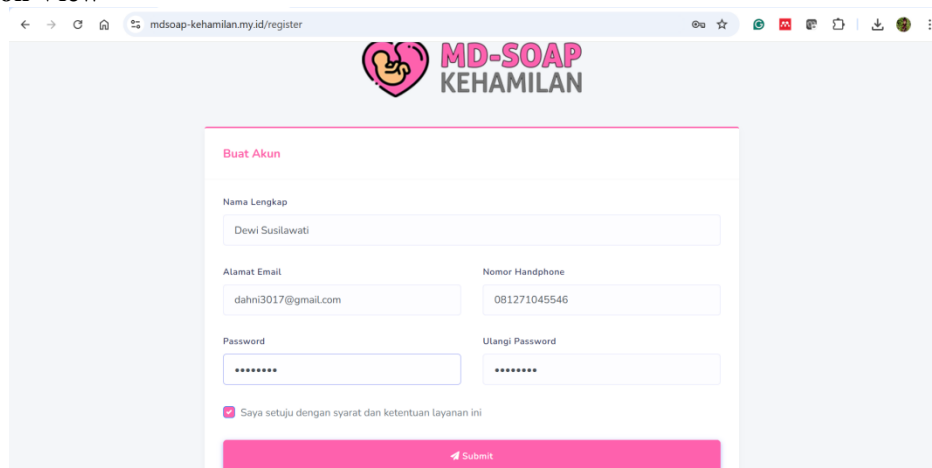 mdsoap-kehamilan.my.id/register
MD-SOAP
KEHAMILAN
Buat Akun
Nama Lengkap
Dewi Susilawati
Alamat Email
Nomor Handphone
dahni3017@gmail.com
081271045546
Password
Ulangi Password
••••••••
••••••••
Saya setuju dengan syarat dan ketentuan layanan ini
Submit